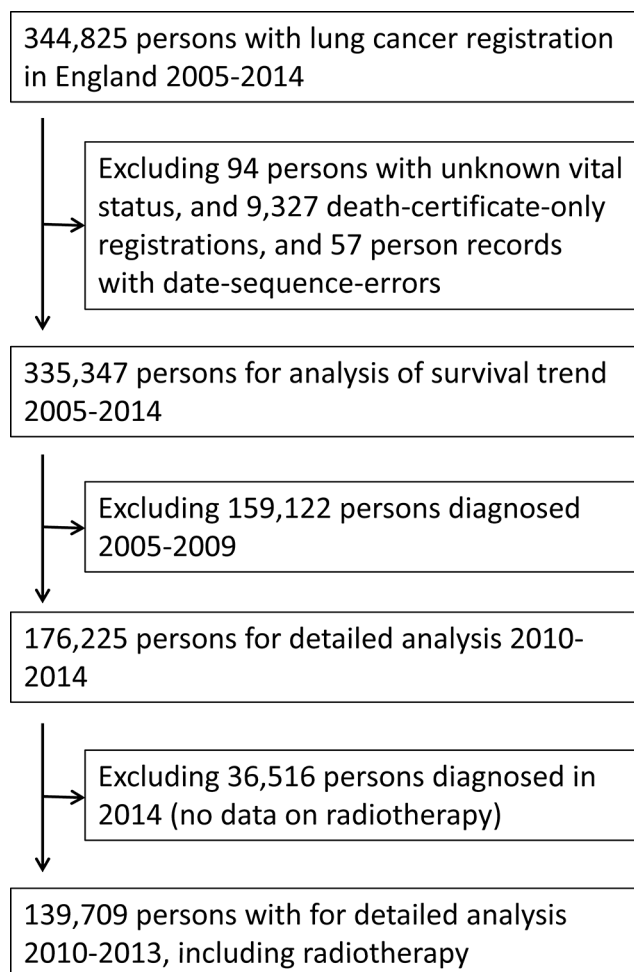 344,825 persons with lung cancer registration
in England 2005-2014
Excluding 94 persons with unknown vital
status, and 9,327 death-certificate-only
registrations, and 57 person records
with date-sequence-errors
335,347 persons for analysis of survival trend
2005-2014
Excluding 159,122 persons diagnosed
2005-2009
176,225 persons for detailed analysis 2010-
2014
Excluding 36,516 persons diagnosed in
2014 (no data on radiotherapy)
139,709 persons with for detailed analysis
2010-2013, including radiotherapy